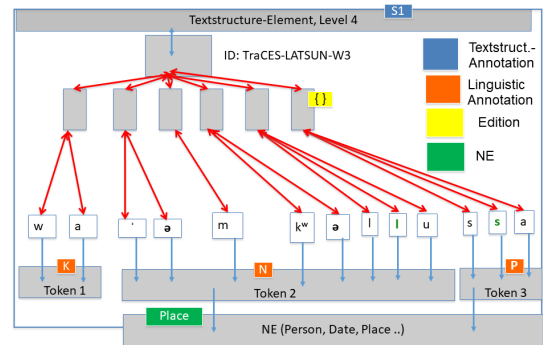 S1
Textstructure-Element, Level 4
ID: TraCES-LATSUN-W3
Textstruct.-
Annotation
Linguistic
Annotation
Edition
NE
{ }
w a ʿ ə m kʷ ə l l u s s a
K N P
Token 1 Token 2 Token 3
Place
NE (Person, Date, Place ..)